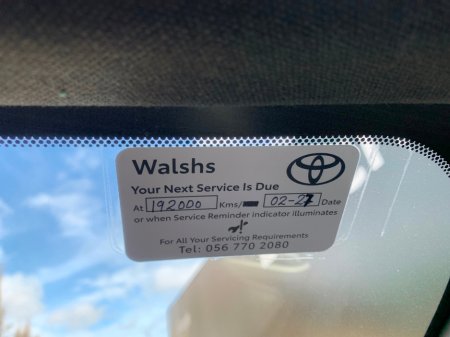 Walshs
Your Next Service Is Due
At 192000 Kms/ 02-27 Date
or when Service Reminder indicator illuminates
For All Your Servicing Requirements
Tel: 056 770 2080